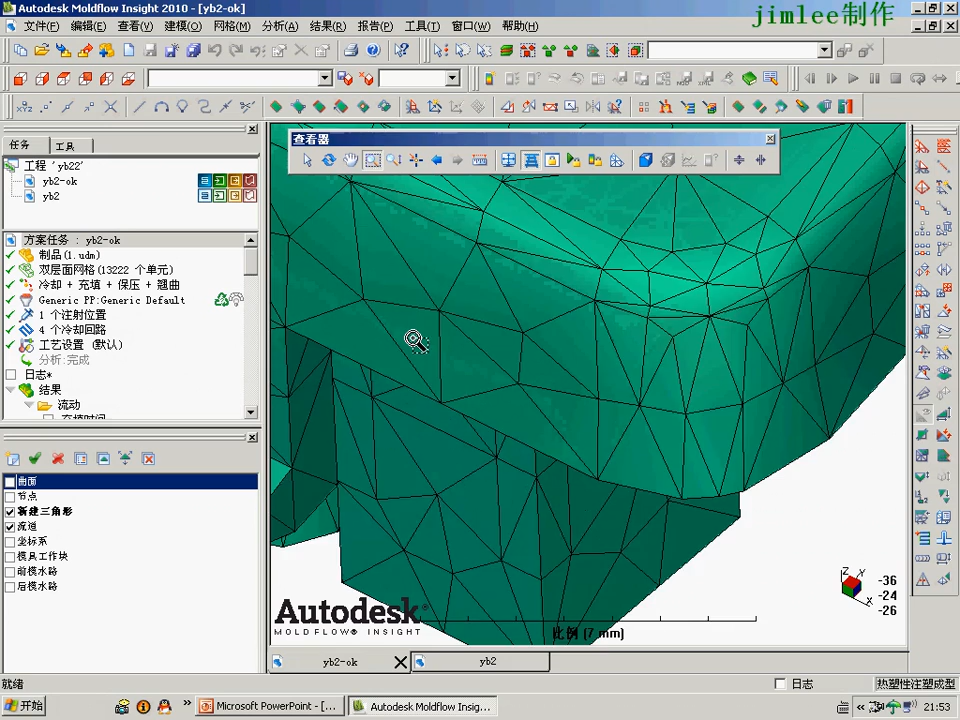 Autodesk Moldflow Insight 2010 - [yb2-ok]
jimlee制作
文件(F) 编辑(E) 查看(V) 建模(O) 网格(M) 分析(A) 结果(R) 报告(P) 工具(T) 窗口(W) 帮助(H)
任务 工具
查看器
工程 'yb22'
yb2-ok
yb2
方案任务 : yb2-ok
制品(1.udm)
双层面网格(13222 个单元)
冷却 + 充填 + 保压 + 翘曲
Generic PP:Generic Default
1 个注射位置
4 个冷却回路
工艺设置 (默认)
分析:完成
日志*
结果
流动
充填时间
曲面
节点
新建三角形
流道
坐标系
模具工作块
前模水路
后模水路
Z Y X
-36
-24
-26
Autodesk®
MOLDFLOW® INSIGHT
比例 (7 mm)
yb2-ok yb2
就绪 日志 热塑性注塑成型
开始 Microsoft PowerPoint - [... Autodesk Moldflow Insig... 21:53